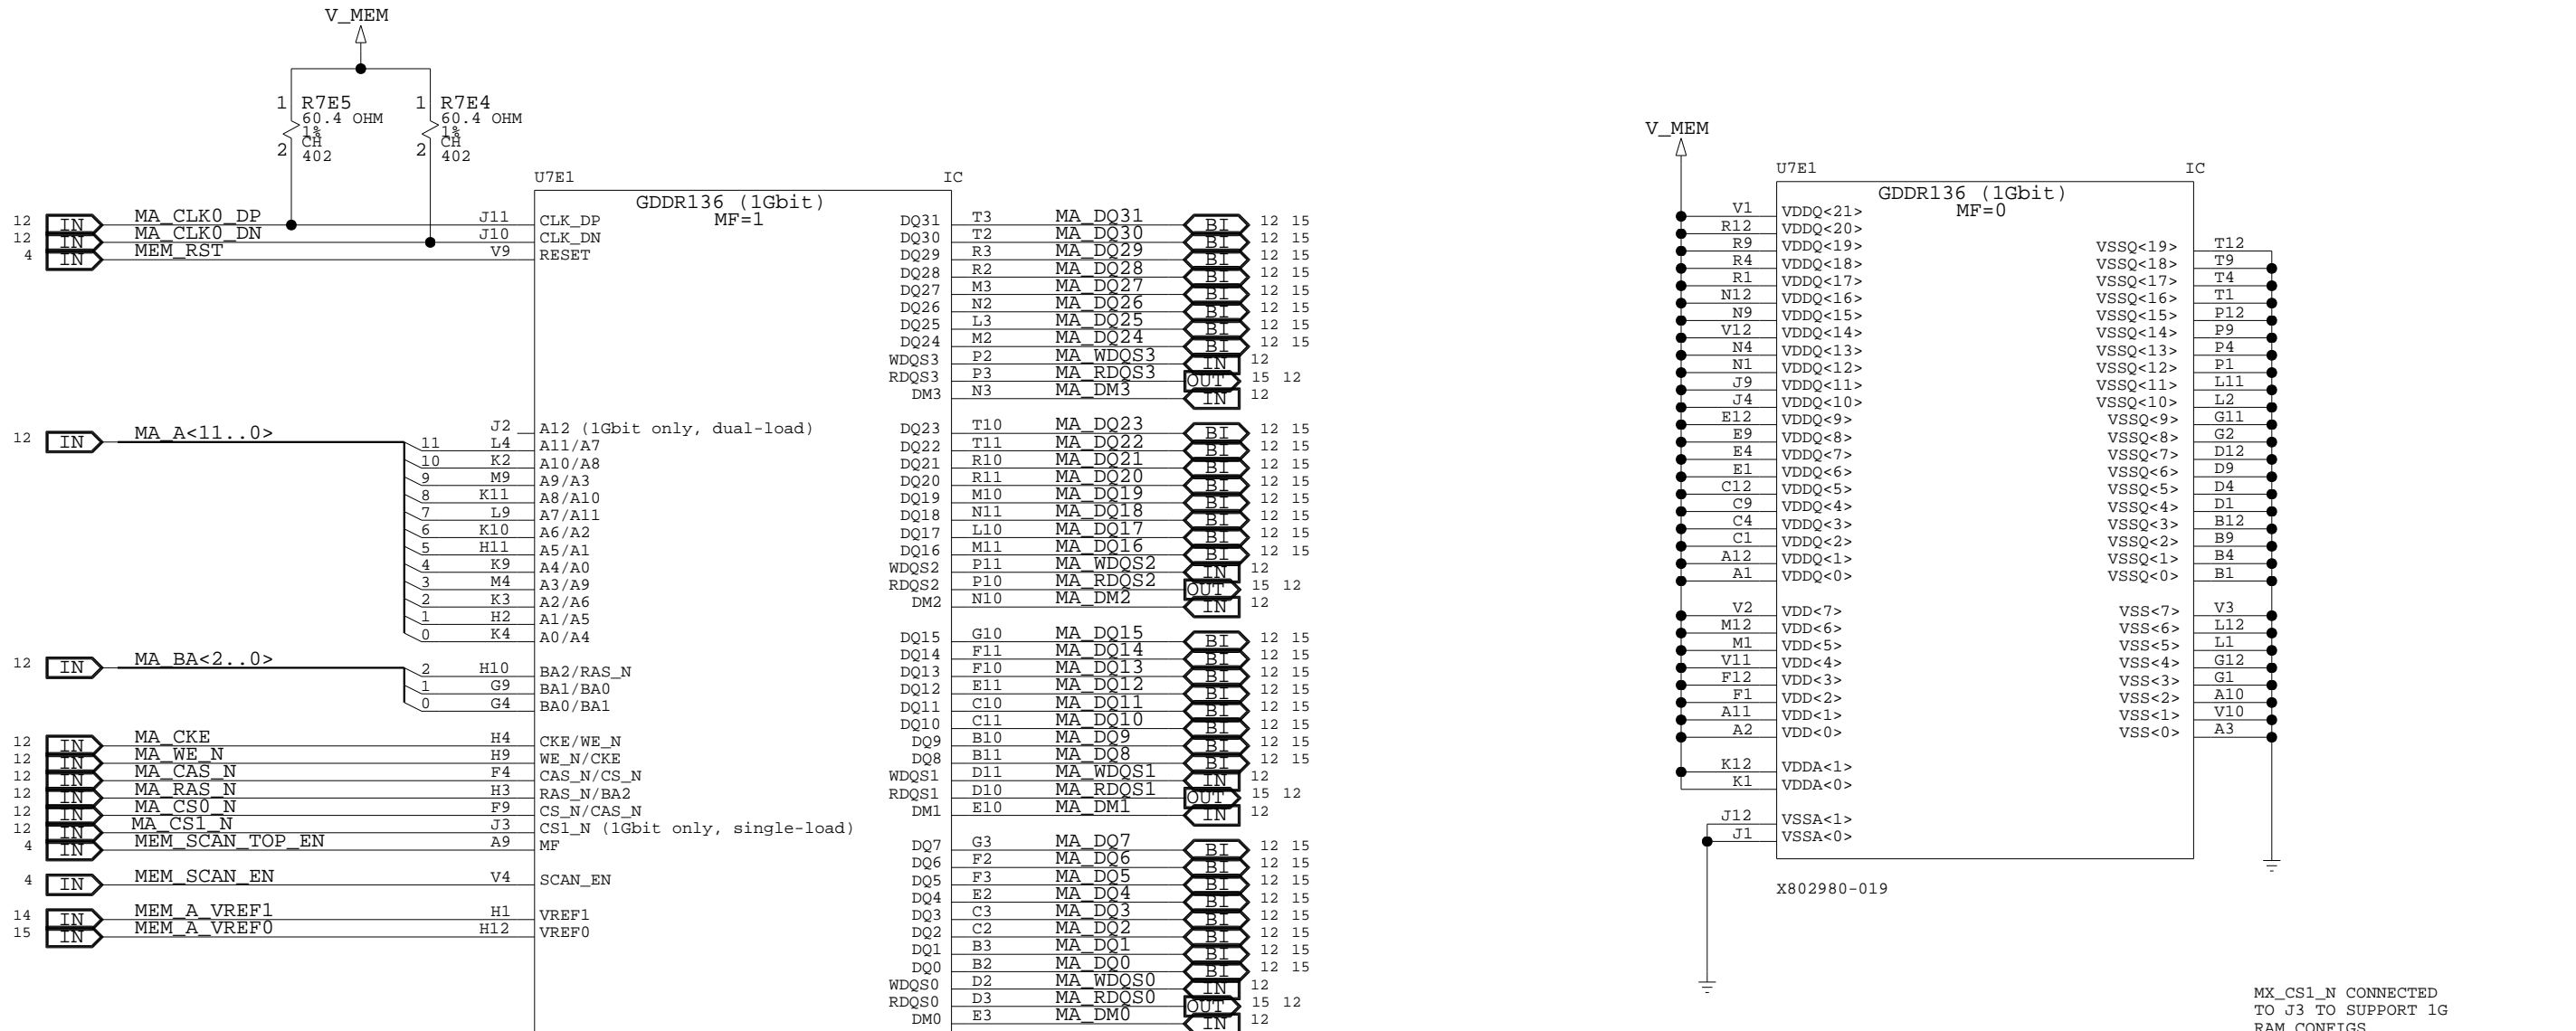 V_MEM
1 R7E5
60.4 OHM
1%
CH
2 402
1 R7E4
60.4 OHM
1%
CH
2 402
U7E1 IC
GDDR136 (1Gbit)
MF=1
12 IN MA_CLK0_DP J11 CLK_DP
12 IN MA_CLK0_DN J10 CLK_DN
4 IN MEM_RST V9 RESET
12 IN MA_A<11..0>
J2 A12 (1Gbit only, dual-load)
11 L4 A11/A7
10 K2 A10/A8
9 M9 A9/A3
8 K11 A8/A10
7 L9 A7/A11
6 K10 A6/A2
5 H11 A5/A1
4 K9 A4/A0
3 M4 A3/A9
2 K3 A2/A6
1 H2 A1/A5
0 K4 A0/A4
12 IN MA_BA<2..0>
2 H10 BA2/RAS_N
1 G9 BA1/BA0
0 G4 BA0/BA1
12 IN MA_CKE H4 CKE/WE_N
12 IN MA_WE_N H9 WE_N/CKE
12 IN MA_CAS_N F4 CAS_N/CS_N
12 IN MA_RAS_N H3 RAS_N/BA2
12 IN MA_CS0_N F9 CS_N/CAS_N
12 IN MA_CS1_N J3 CS1_N (1Gbit only, single-load)
4 IN MEM_SCAN_TOP_EN A9 MF
4 IN MEM_SCAN_EN V4 SCAN_EN
14 IN MEM_A_VREF1 H1 VREF1
15 IN MEM_A_VREF0 H12 VREF0
DQ31 T3 MA_DQ31 BI 12 15
DQ30 T2 MA_DQ30 BI 12 15
DQ29 R3 MA_DQ29 BI 12 15
DQ28 R2 MA_DQ28 BI 12 15
DQ27 M3 MA_DQ27 BI 12 15
DQ26 N2 MA_DQ26 BI 12 15
DQ25 L3 MA_DQ25 BI 12 15
DQ24 M2 MA_DQ24 BI 12 15
WDQS3 P2 MA_WDQS3 IN 12
RDQS3 P3 MA_RDQS3 OUT 15 12
DM3 N3 MA_DM3 IN 12
DQ23 T10 MA_DQ23 BI 12 15
DQ22 T11 MA_DQ22 BI 12 15
DQ21 R10 MA_DQ21 BI 12 15
DQ20 R11 MA_DQ20 BI 12 15
DQ19 M10 MA_DQ19 BI 12 15
DQ18 N11 MA_DQ18 BI 12 15
DQ17 L10 MA_DQ17 BI 12 15
DQ16 M11 MA_DQ16 BI 12 15
WDQS2 P11 MA_WDQS2 IN 12
RDQS2 P10 MA_RDQS2 OUT 15 12
DM2 N10 MA_DM2 IN 12
DQ15 G10 MA_DQ15 BI 12 15
DQ14 F11 MA_DQ14 BI 12 15
DQ13 F10 MA_DQ13 BI 12 15
DQ12 E11 MA_DQ12 BI 12 15
DQ11 C10 MA_DQ11 BI 12 15
DQ10 C11 MA_DQ10 BI 12 15
DQ9 B10 MA_DQ9 BI 12 15
DQ8 B11 MA_DQ8 BI 12 15
WDQS1 D11 MA_WDQS1 IN 12
RDQS1 D10 MA_RDQS1 OUT 15 12
DM1 E10 MA_DM1 IN 12
DQ7 G3 MA_DQ7 BI 12 15
DQ6 F2 MA_DQ6 BI 12 15
DQ5 F3 MA_DQ5 BI 12 15
DQ4 E2 MA_DQ4 BI 12 15
DQ3 C3 MA_DQ3 BI 12 15
DQ2 C2 MA_DQ2 BI 12 15
DQ1 B3 MA_DQ1 BI 12 15
DQ0 B2 MA_DQ0 BI 12 15
WDQS0 D2 MA_WDQS0 IN 12
RDQS0 D3 MA_RDQS0 OUT 15 12
DM0 E3 MA_DM0 IN 12
V_MEM
U7E1 IC
GDDR136 (1Gbit)
MF=0
V1 VDDQ<21>
R12 VDDQ<20>
R9 VDDQ<19>
R4 VDDQ<18>
R1 VDDQ<17>
N12 VDDQ<16>
N9 VDDQ<15>
V12 VDDQ<14>
N4 VDDQ<13>
N1 VDDQ<12>
J9 VDDQ<11>
J4 VDDQ<10>
E12 VDDQ<9>
E9 VDDQ<8>
E4 VDDQ<7>
E1 VDDQ<6>
C12 VDDQ<5>
C9 VDDQ<4>
C4 VDDQ<3>
C1 VDDQ<2>
A12 VDDQ<1>
A1 VDDQ<0>
V2 VDD<7>
M12 VDD<6>
M1 VDD<5>
V11 VDD<4>
F12 VDD<3>
F1 VDD<2>
A11 VDD<1>
A2 VDD<0>
K12 VDDA<1>
K1 VDDA<0>
J12 VSSA<1>
J1 VSSA<0>
VSSQ<19> T12
VSSQ<18> T9
VSSQ<17> T4
VSSQ<16> T1
VSSQ<15> P12
VSSQ<14> P9
VSSQ<13> P4
VSSQ<12> P1
VSSQ<11> L11
VSSQ<10> L2
VSSQ<9> G11
VSSQ<8> G2
VSSQ<7> D12
VSSQ<6> D9
VSSQ<5> D4
VSSQ<4> D1
VSSQ<3> B12
VSSQ<2> B9
VSSQ<1> B4
VSSQ<0> B1
VSS<7> V3
VSS<6> L12
VSS<5> L1
VSS<4> G12
VSS<3> G1
VSS<2> A10
VSS<1> V10
VSS<0> A3
X802980-019
MX_CS1_N CONNECTED
TO J3 TO SUPPORT 1G
RAM CONFIGS